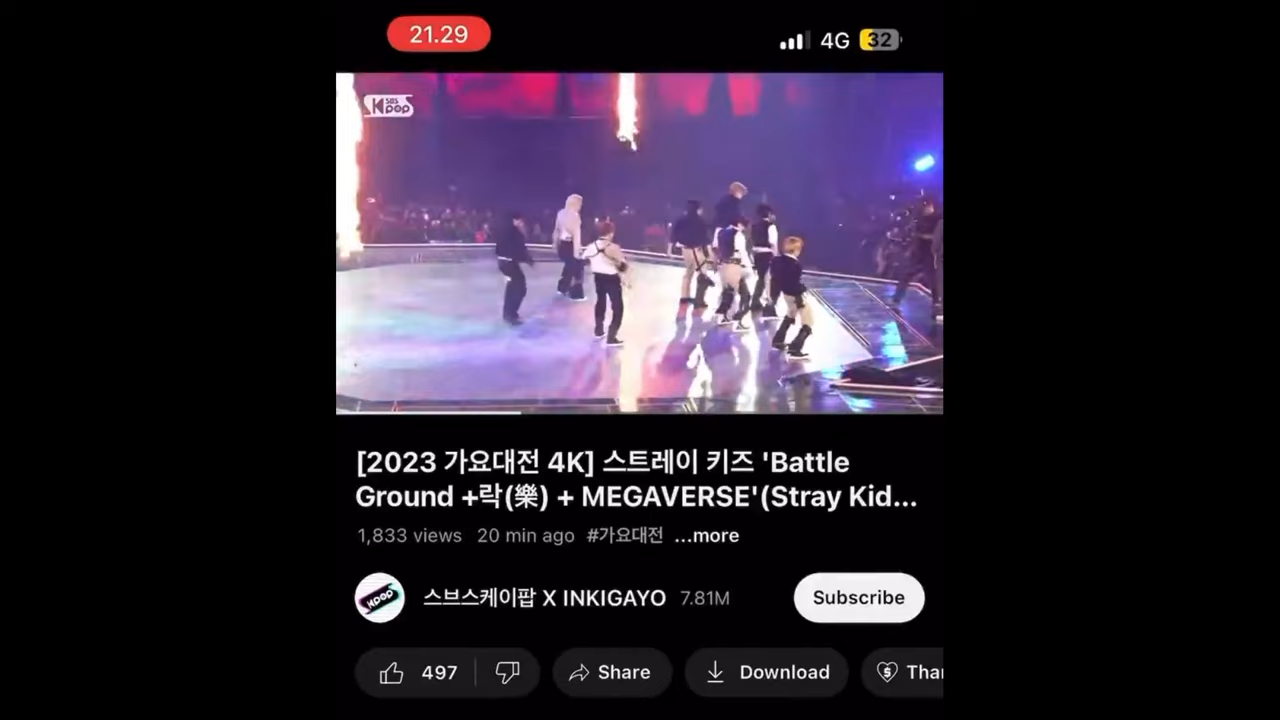 21.29
4G 32
SBS
Kpop
[2023 가요대전 4K] 스트레이 키즈 'Battle
Ground +락(樂) + MEGAVERSE'(Stray Kid...
1,833 views 20 min ago #가요대전 ...more
Kpop
스브스케이팝 X INKIGAYO 7.81M
Subscribe
497
Share
Download
Than